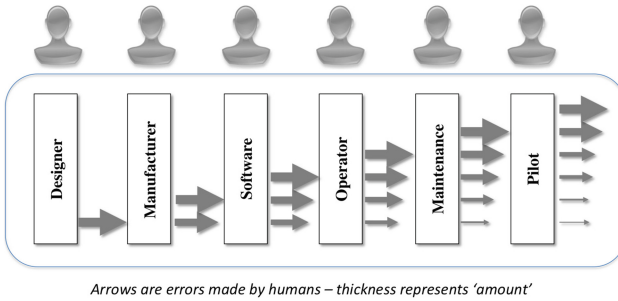 Designer
Manufacturer
Software
Operator
Maintenance
Pilot
Arrows are errors made by humans – thickness represents ‘amount’